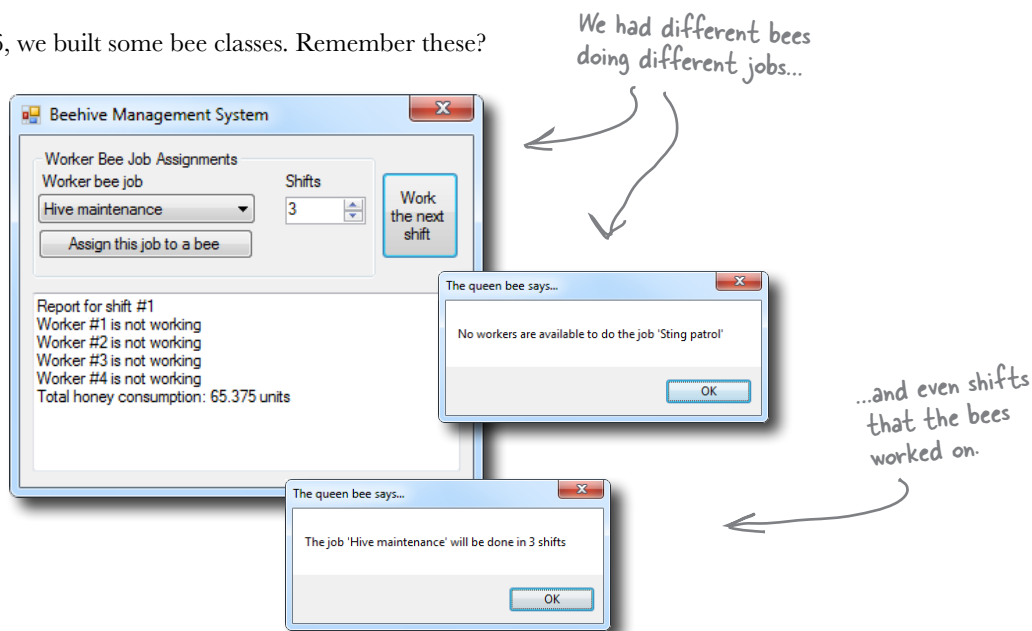 5, we built some bee classes. Remember these?
We had different bees
doing different jobs...
Beehive Management System
Worker Bee Job Assignments
Worker bee job
Shifts
Hive maintenance
3
Work
the next
shift
Assign this job to a bee
Report for shift #1
Worker #1 is not working
Worker #2 is not working
Worker #3 is not working
Worker #4 is not working
Total honey consumption: 65.375 units
The queen bee says...
No workers are available to do the job 'Sting patrol'
OK
...and even shifts
that the bees
worked on.
The queen bee says...
The job 'Hive maintenance' will be done in 3 shifts
OK